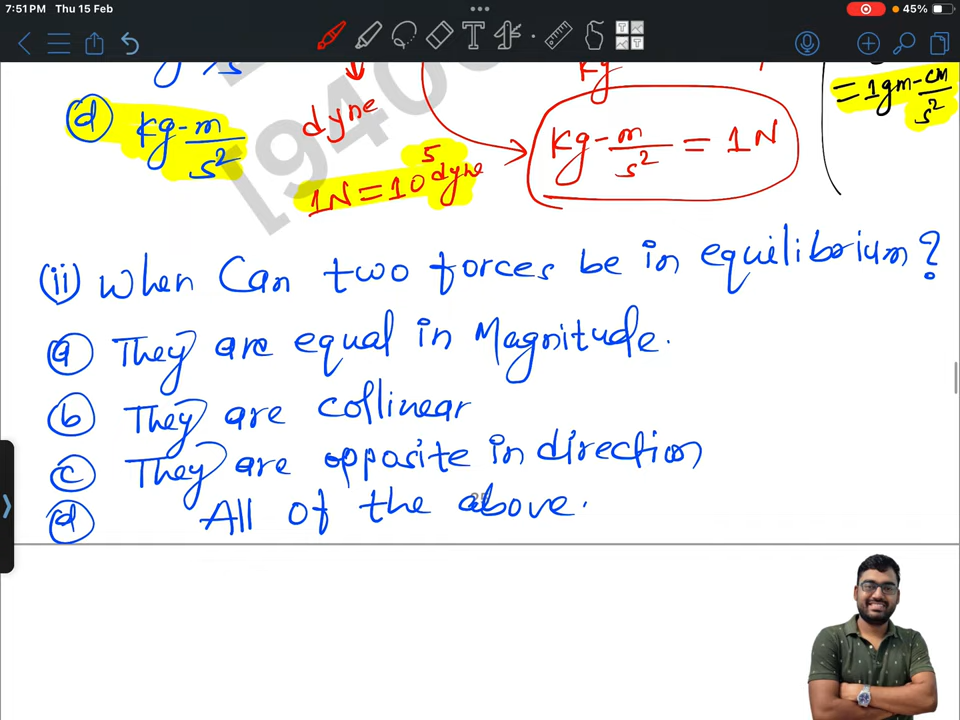 7:51 PM Thu 15 Feb
45%
kg
= 1gm-cm/s²
(d) kg-m/s²
dyne
1N = 10⁵ dyne
kg-m/s² = 1N
1940
(ii) When Can two forces be in equilibrium?
(a) They are equal in Magnitude.
(b) They are collinear
(c) They are opposite in direction
(d) All of the above.